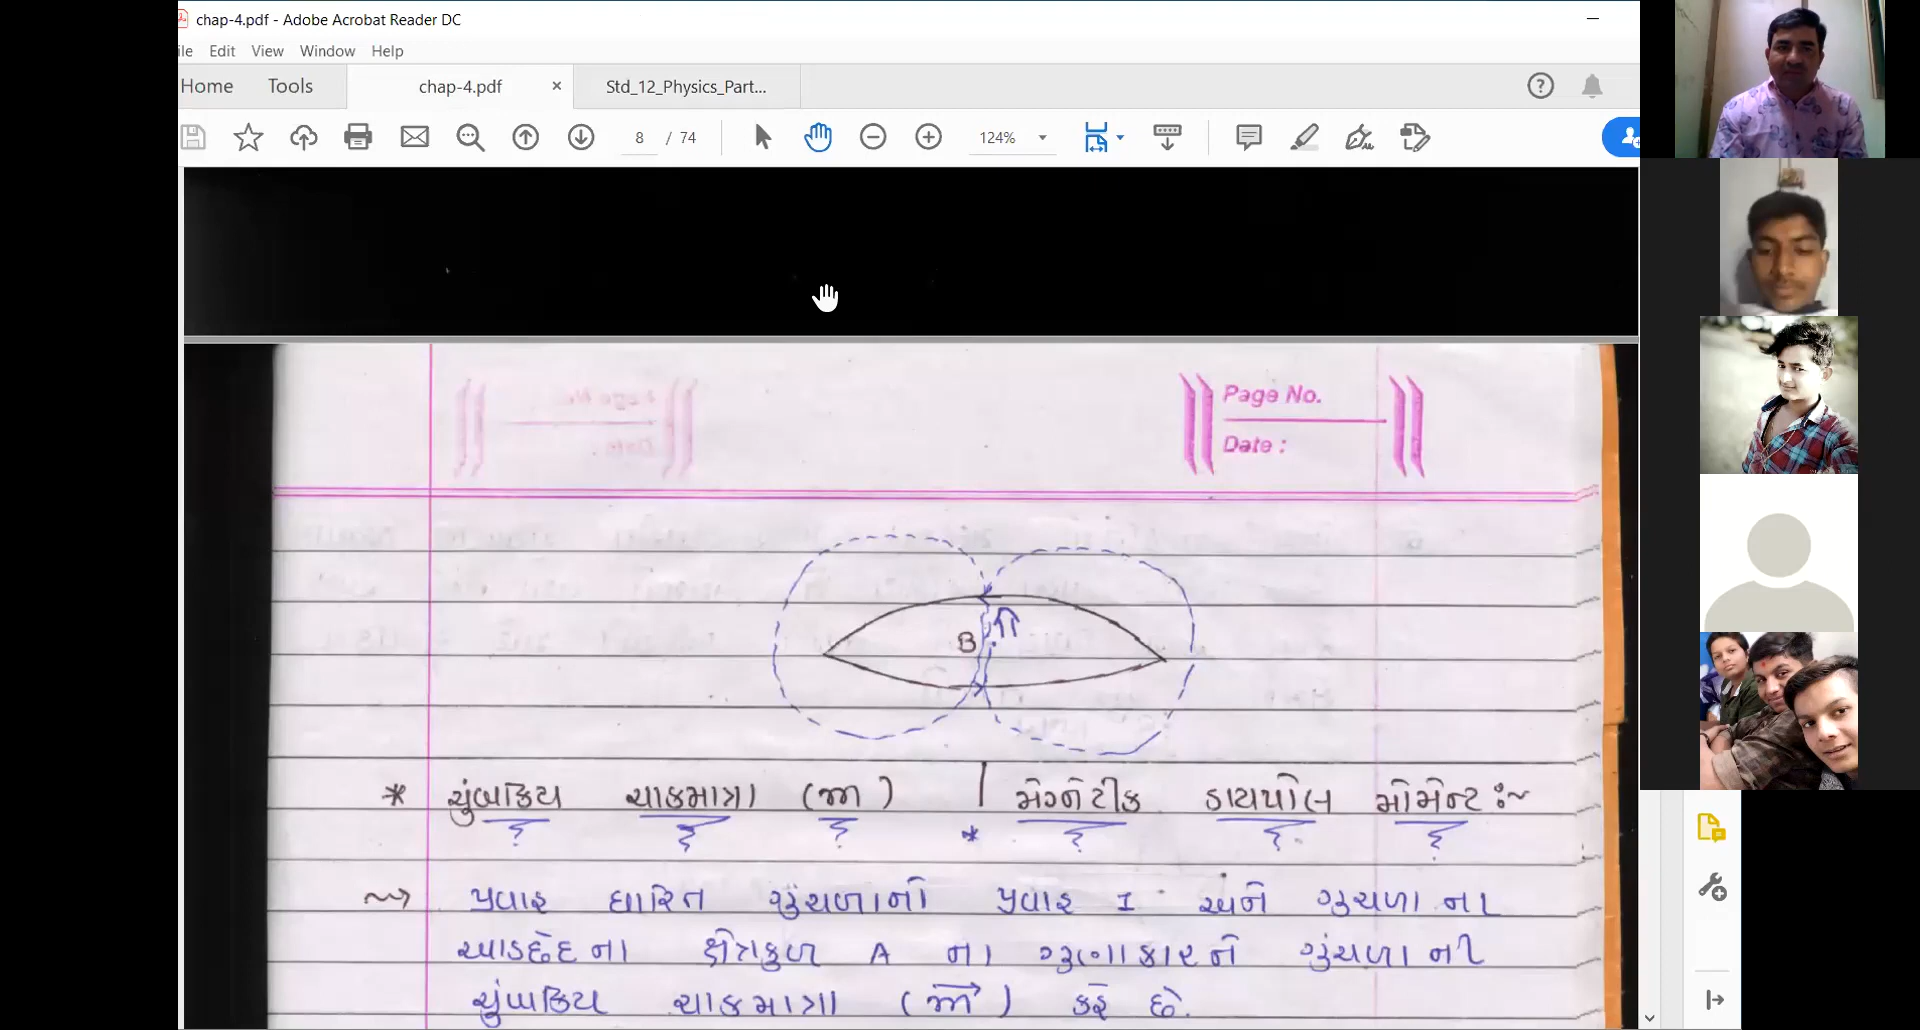 chap-4.pdf - Adobe Acrobat Reader DC
ile Edit View Window Help
Home Tools chap-4.pdf × Std_12_Physics_Part...
8 / 74 124%
Page No.
Date :
B
* ચુંબકિય ચાકમાત્રા (m) | મેગ્નેટીક ડાયપોલ મોમેન્ટ :~
*
પ્રવાહ ધારિત ગુંચળાની પ્રવાહ I અને ગુચળા ના
આડછેદના ક્ષેત્રફળ A ના ગુણાકારને ગુંચળા ની
ચુંબકિય ચાકમાત્રા (m⃗) કહે છે.